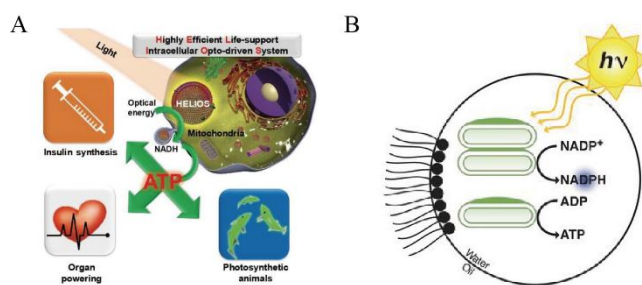 A
Light
Highly Efficient Life-support
Intracellular Opto-driven System
HELIOS
Optical
energy
NADH
Mitochondria
Insulin synthesis
ATP
Organ
powering
Photosynthetic
animals
B
hν
NADP⁺
NADPH
ADP
ATP
Water
Oil